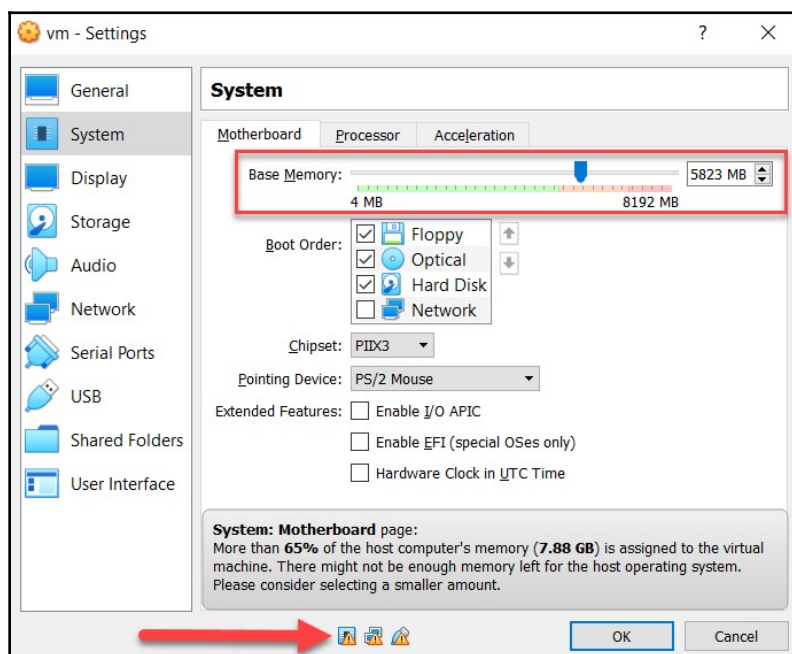 vm - Settings
?
General
System
Display
Storage
Audio
Network
Serial Ports
USB
Shared Folders
User Interface
System
Motherboard
Processor
Acceleration
Base Memory:
5823 MB
4 MB
8192 MB
Boot Order:
Floppy
Optical
Hard Disk
Network
Chipset:
PIIX3
Pointing Device:
PS/2 Mouse
Extended Features:
Enable I/O APIC
Enable EFI (special OSes only)
Hardware Clock in UTC Time
System: Motherboard page:
More than 65% of the host computer's memory (7.88 GB) is assigned to the virtual
machine. There might not be enough memory left for the host operating system.
Please consider selecting a smaller amount.
OK
Cancel